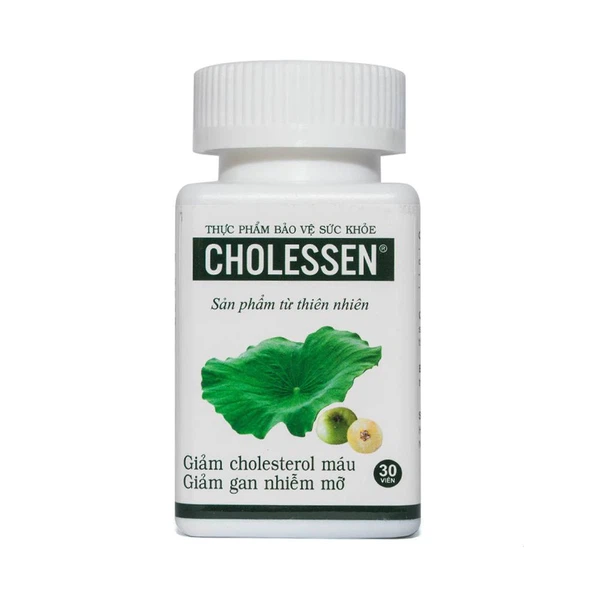 THỰC PHẨM BẢO VỆ SỨC KHỎE
CHOLESSEN®
Sản phẩm từ thiên nhiên
Giảm cholesterol máu
Giảm gan nhiễm mỡ
30
VIÊN